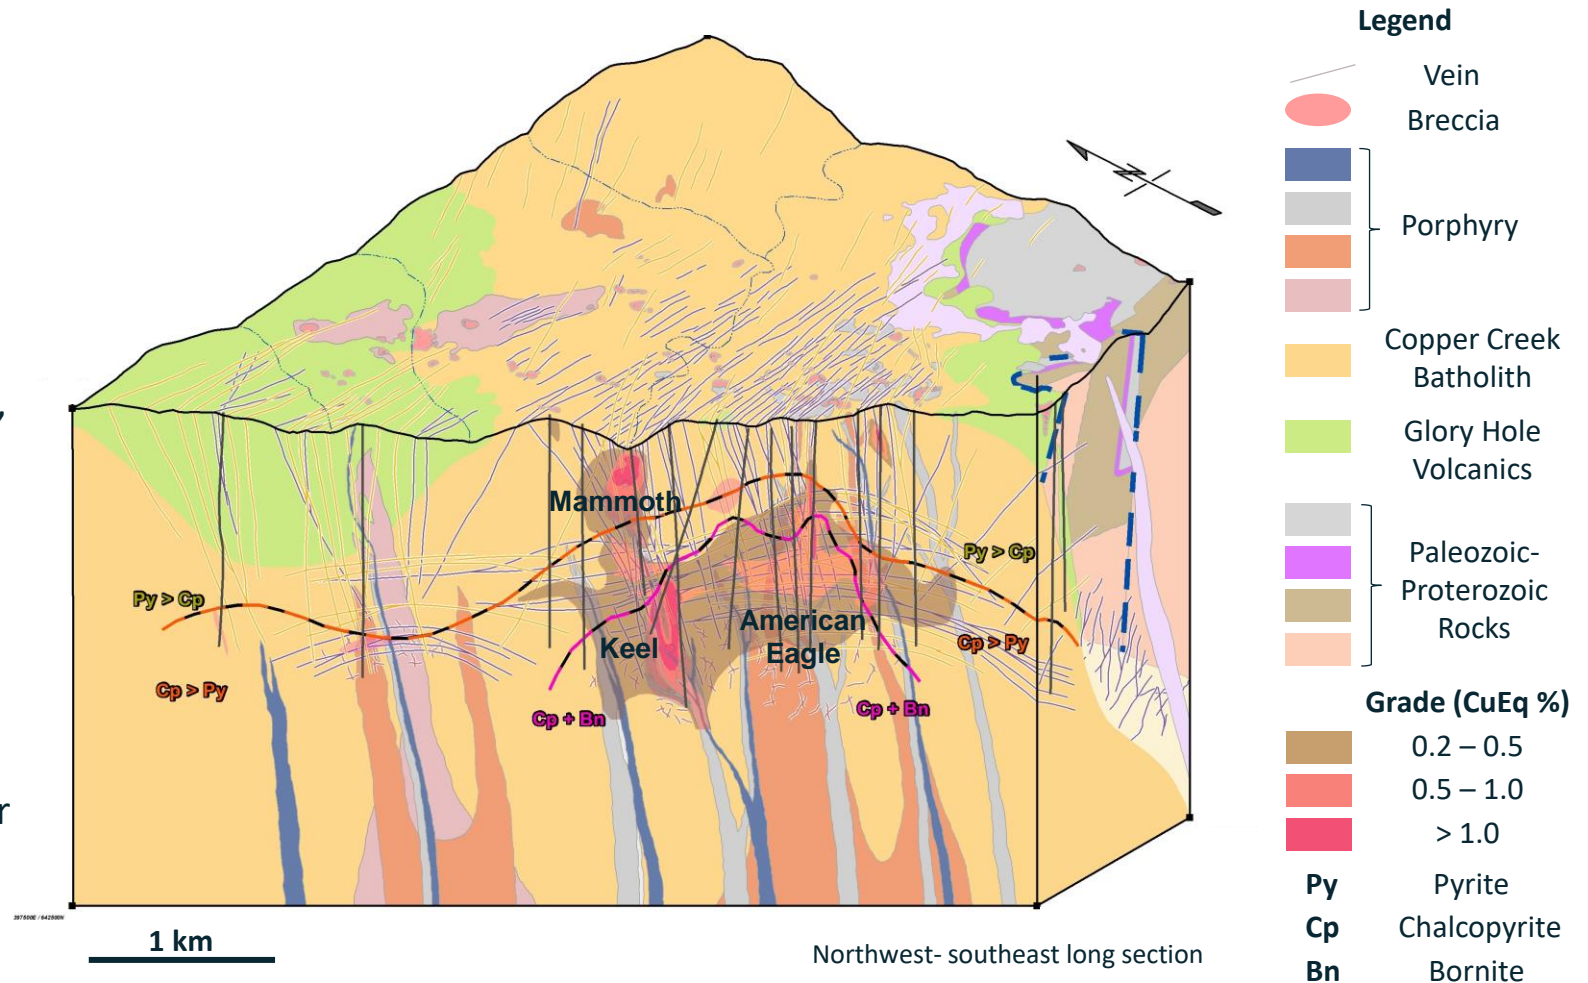 Legend
Vein
Breccia
Porphyry
Copper Creek
Batholith
Glory Hole
Volcanics
Paleozoic-
Proterozoic
Rocks
Grade (CuEq %)
0.2 – 0.5
0.5 – 1.0
> 1.0
Py Pyrite
Cp Chalcopyrite
Bn Bornite
,
r
Mammoth
Keel
American
Eagle
Py > Cp
Cp > Py
Cp + Bn
Cp + Bn
Py > Cp
Cp > Py
1 km
Northwest- southeast long section